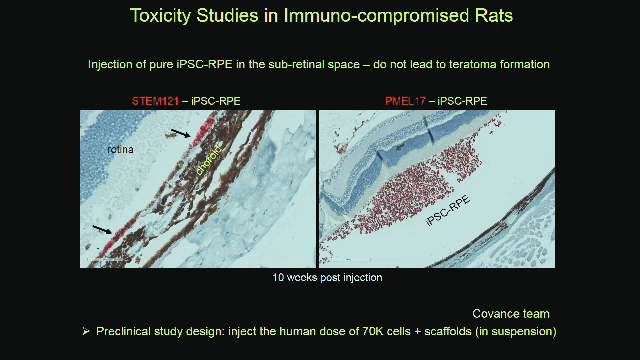 Toxicity Studies in Immuno-compromised Rats
Injection of pure iPSC-RPE in the sub-retinal space – do not lead to teratoma formation
STEM121 – iPSC-RPE
PMEL17 – iPSC-RPE
retina
choroid
iPSC-RPE
10 weeks post injection
Covance team
➢ Preclinical study design: inject the human dose of 70K cells + scaffolds (in suspension)